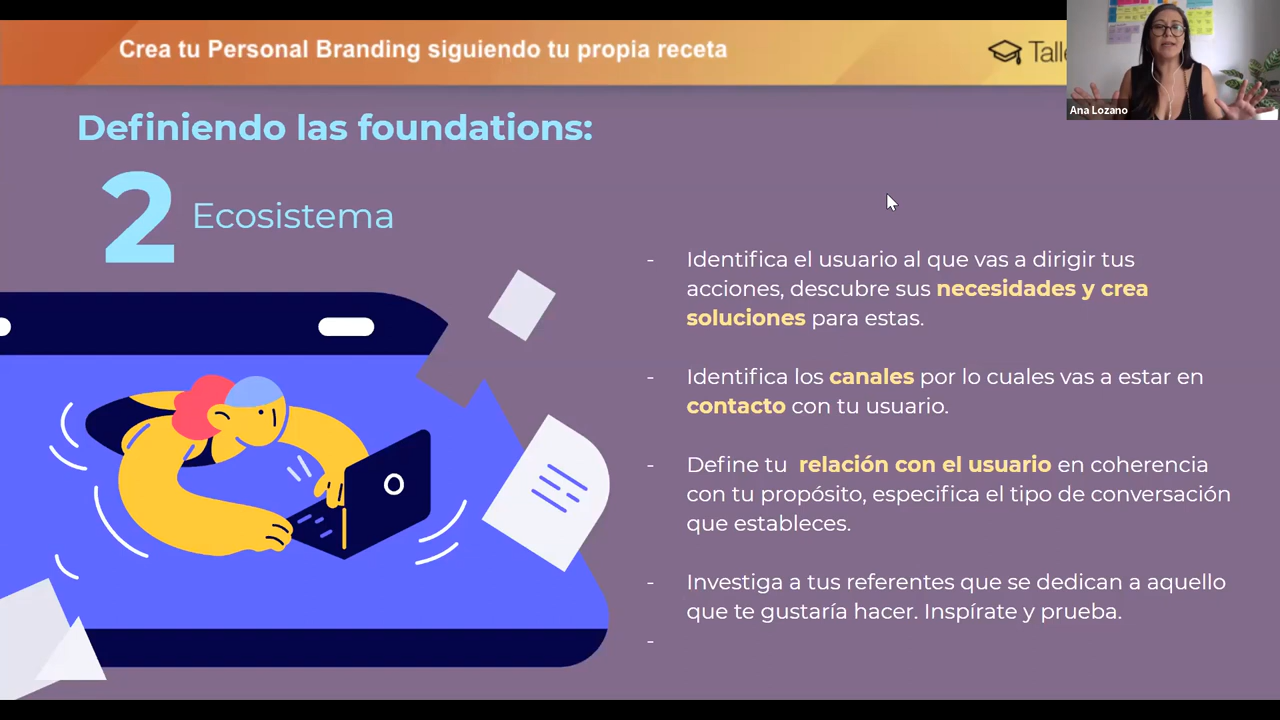 Crea tu Personal Branding siguiendo tu propia receta
Ana Lozano
Definiendo las foundations:
2 Ecosistema
- Identifica el usuario al que vas a dirigir tus
acciones, descubre sus necesidades y crea
soluciones para estas.
- Identifica los canales por lo cuales vas a estar en
contacto con tu usuario.
- Define tu relación con el usuario en coherencia
con tu propósito, especifica el tipo de conversación
que estableces.
- Investiga a tus referentes que se dedican a aquello
que te gustaría hacer. Inspírate y prueba.
-